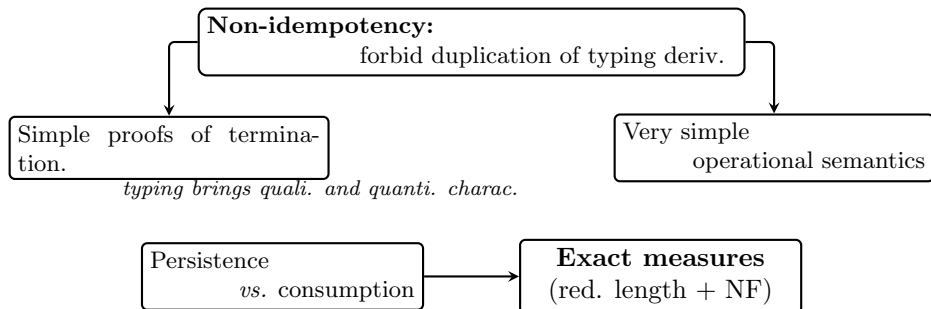 Non-idempotency:
forbid duplication of typing deriv.
Simple proofs of termina-
tion.
Very simple
operational semantics
typing brings quali. and quanti. charac.
Persistence
vs. consumption
Exact measures
(red. length + NF)